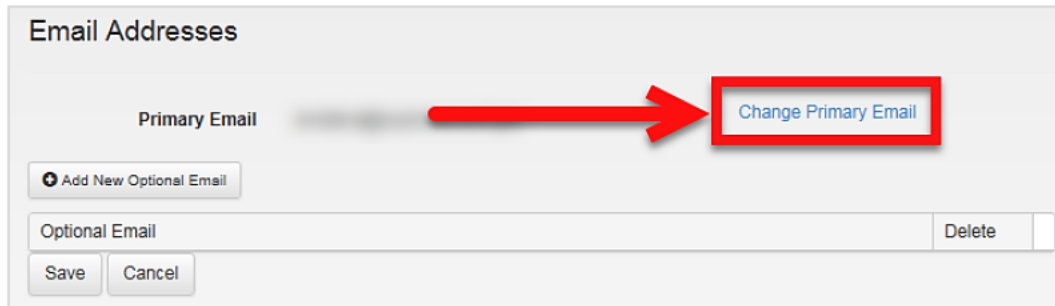 Email Addresses
Primary Email Change Primary Email
Add New Optional Email
Optional Email Delete
Save Cancel